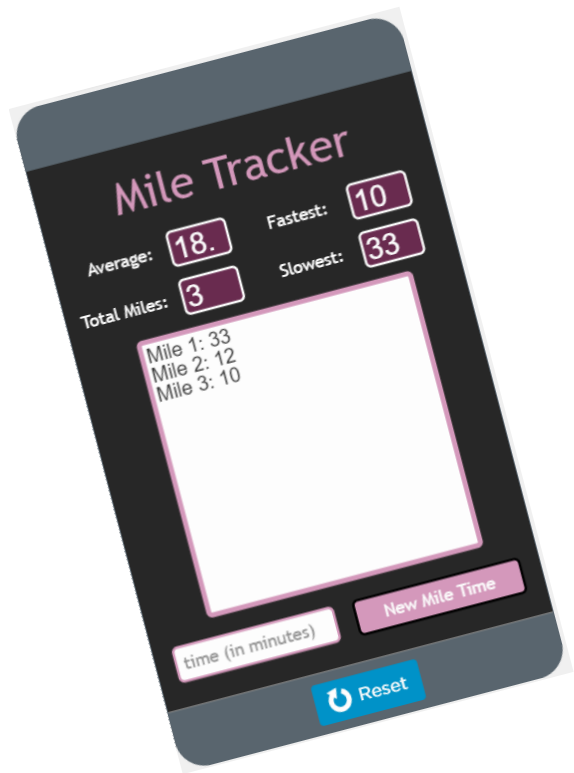 Mile Tracker
Average: 18. Fastest: 10
Total Miles: 3 Slowest: 33
Mile 1: 33
Mile 2: 12
Mile 3: 10
time (in minutes) New Mile Time
Reset